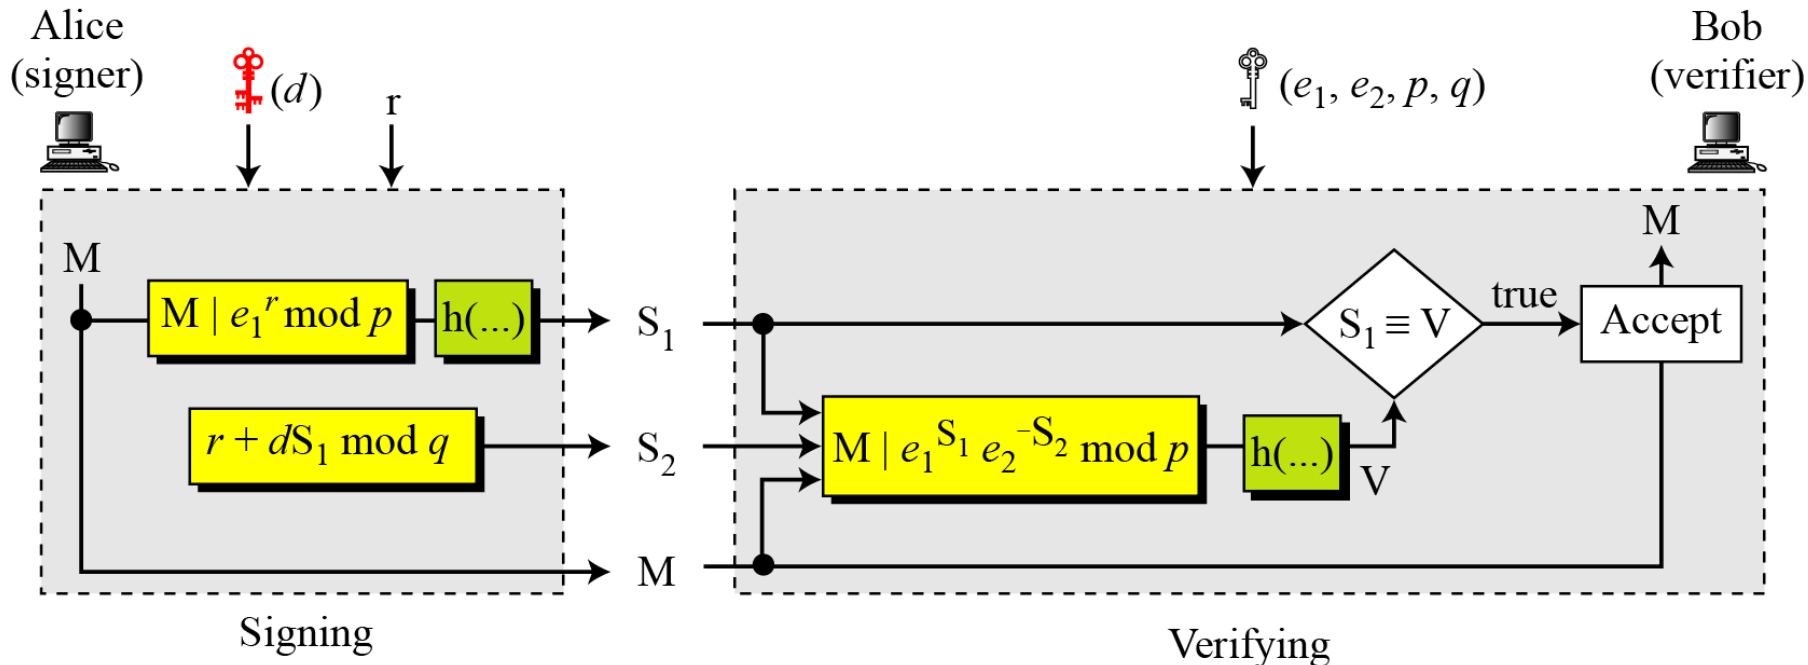 Alice
(signer)
(d)
r
(e₁, e₂, p, q)
Bob
(verifier)
M
M | e₁ʳ mod p
h(...)
S₁
S₁ ≡ V
true
Accept
M
r + dS₁ mod q
S₂
M | e₁^S₁ e₂^–S₂ mod p
h(...)
V
M
Signing
Verifying